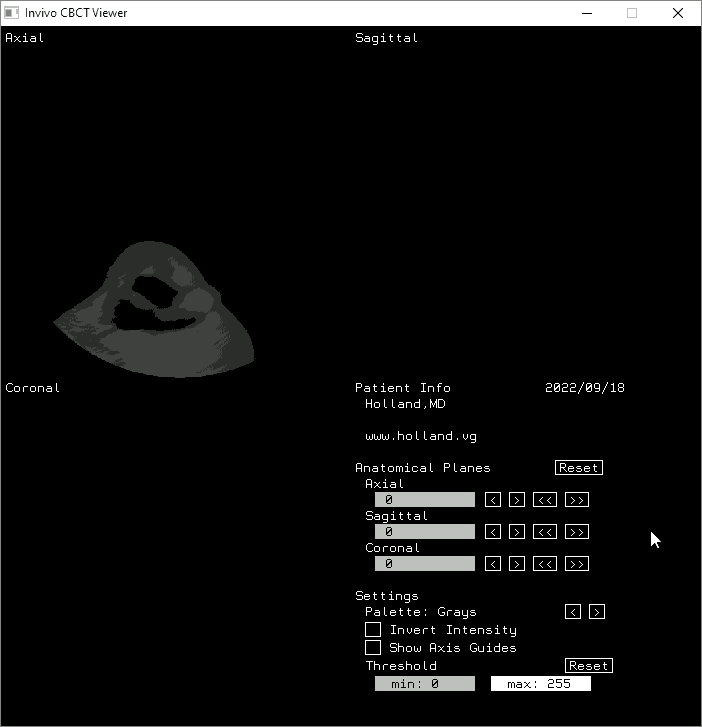 Invivo CBCT Viewer
Axial
Sagittal
Coronal
Patient Info 2022/09/18
Holland,MD
www.holland.vg
Anatomical Planes Reset
Axial
0 < > << >>
Sagittal
0 < > << >>
Coronal
0 < > << >>
Settings
Palette: Grays < >
Invert Intensity
Show Axis Guides
Threshold Reset
min: 0 max: 255